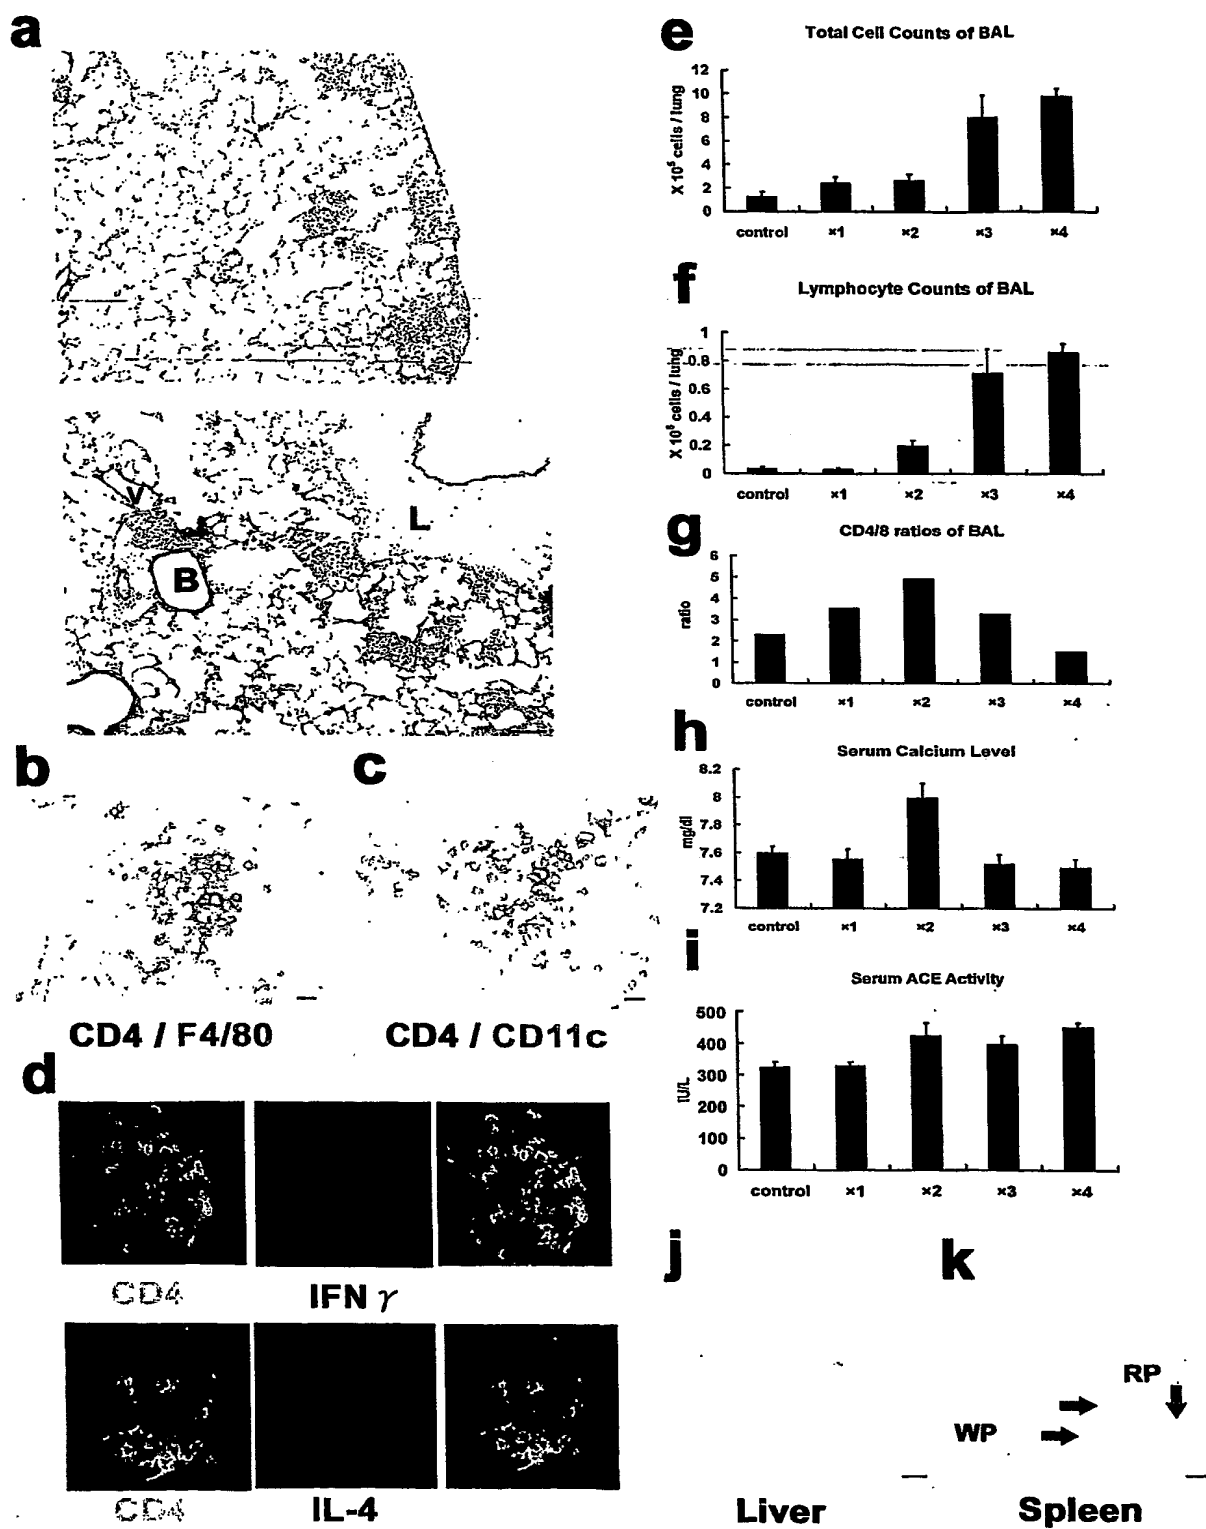 a
V
L
B
b
c
CD4 / F4/80
CD4 / CD11c
d
CD4
IFN γ
CD4
IL-4
e
Total Cell Counts of BAL
X 10⁵ cells / lung
12
10
8
6
4
2
0
control ×1 ×2 ×3 ×4
f
Lymphocyte Counts of BAL
1
0.8
0.6
0.4
0.2
0
control ×1 ×2 ×3 ×4
g
CD4/8 ratios of BAL
ratio
6
5
4
3
2
1
0
control ×1 ×2 ×3 ×4
h
Serum Calcium Level
mg/dl
8.2
8
7.8
7.6
7.4
7.2
control ×1 ×2 ×3 ×4
i
Serum ACE Activity
IU/L
500
400
300
200
100
0
control ×1 ×2 ×3 ×4
j
Liver
k
RP
WP
Spleen